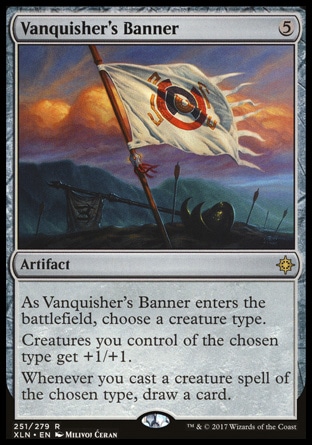 Vanquisher's Banner 5
Artifact
As Vanquisher's Banner enters the
battlefield, choose a creature type.
Creatures you control of the chosen
type get +1/+1.
Whenever you cast a creature spell of
the chosen type, draw a card.
251/279 R
XLN • EN Milivoj Ćeran
™ & © 2017 Wizards of the Coast